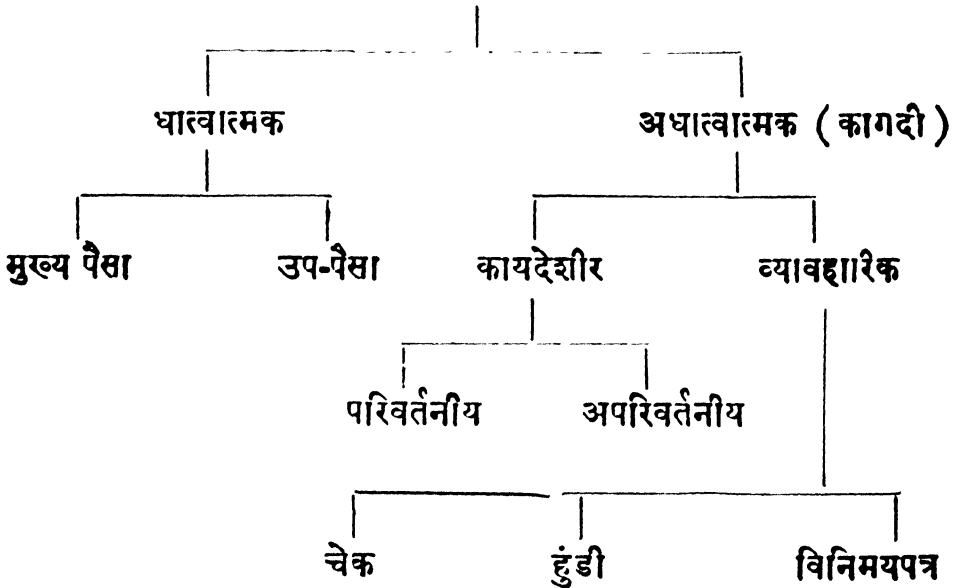 धात्वात्मक अधात्वात्मक ( कागदी )
मुख्य पैसा उप-पैसा कायदेशीर व्यावहारिक
परिवर्तनीय अपरिवर्तनीय
चेक हुंडी विनिमयपत्र